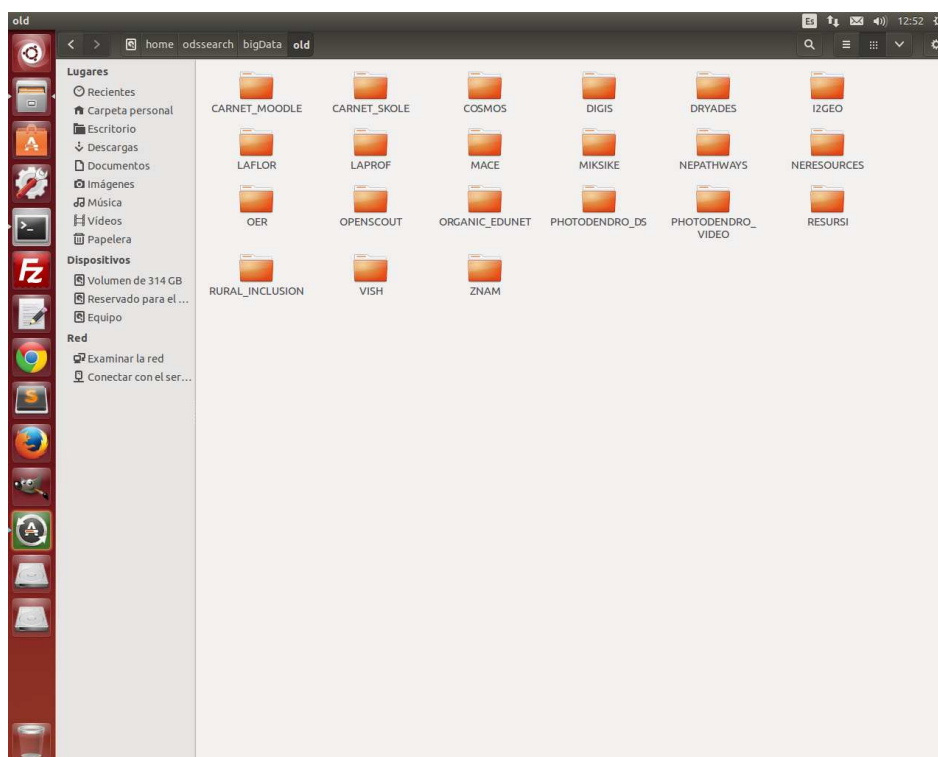 old
Es
12:52
home odssearch bigData old
Lugares
Recientes
Carpeta personal
Escritorio
Descargas
Documentos
Imágenes
Música
Vídeos
Papelera
Dispositivos
Volumen de 314 GB
Reservado para el ...
Equipo
Red
Examinar la red
Conectar con el ser...
CARNET_MOODLE CARNET_SKOLE COSMOS DIGIS DRYADES I2GEO
LAFLOR LAPROF MACE MIKSIKE NEPATHWAYS NERESOURCES
OER OPENSCOUT ORGANIC_EDUNET PHOTODENDRO_DS PHOTODENDRO_
VIDEO RESURSI
RURAL_INCLUSION VISH ZNAM
>_
Fz
S